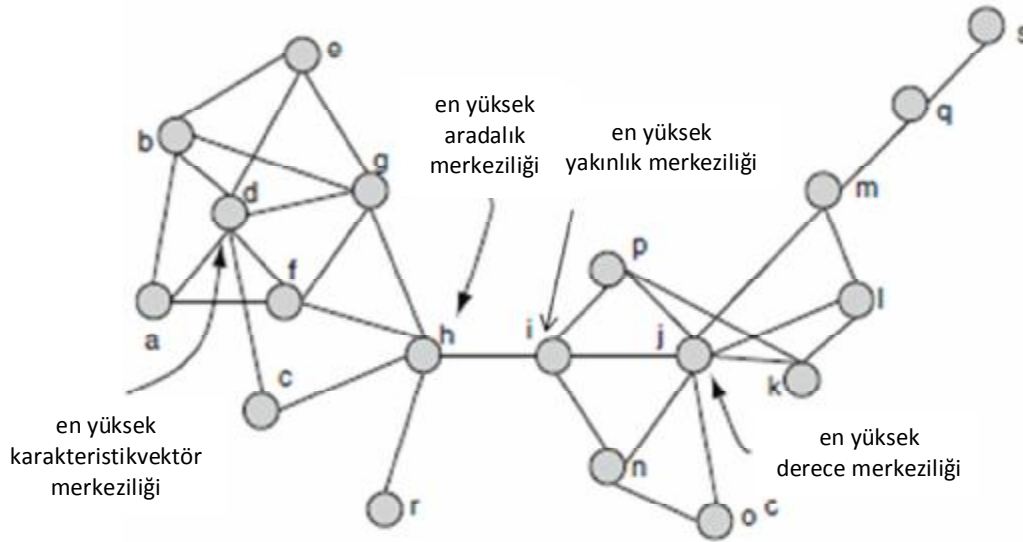 s
e
q
b
en yüksek
aradalık
merkeziliği
en yüksek
yakınlık merkeziliği
g
d
m
p
f
l
a
h
i
j
k
c
en yüksek
karakteristikvektör
merkeziliği
en yüksek
derece merkeziliği
n
r
o c